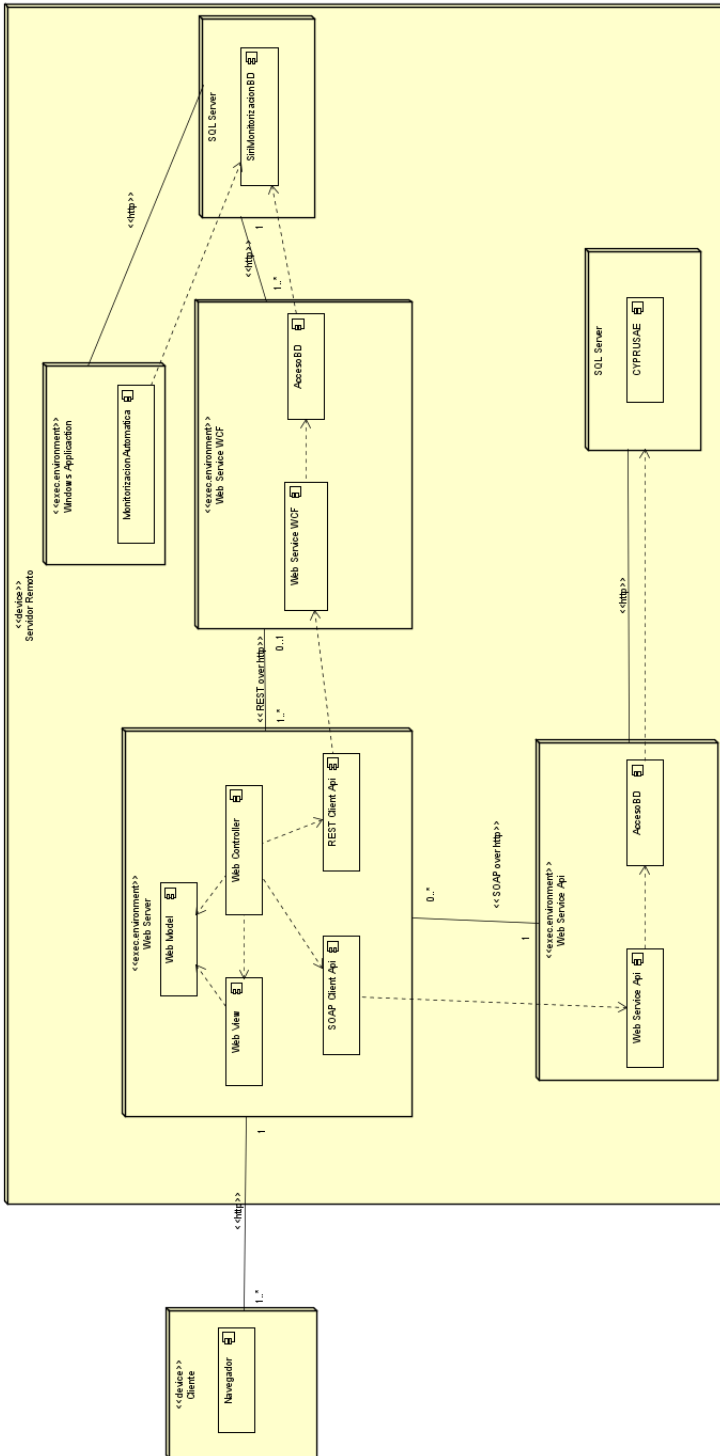 <<device>>
Cliente
Navegador
<<http>>
1..*
1
<<device>>
Servidor Remoto
<<exec.environment>>
Web Server
Web Model
Web View
Web Controller
SOAP Client Api
REST Client Api
<<REST over http>>
1..*
0..1
<<SOAP over http>>
0..*
1
<<exec.environment>>
Windows Applicaction
MonitorizacionAutomatica
<<http>>
<<exec.environment>>
Web Service WCF
Web Service WCF
AccesoBD
<<http>>
1..*
1
SQL Server
SinMonitorizacionBD
<<exec.environment>>
Web Service Api
Web Service Api
AccesoBD
<<http>>
SQL Server
CYPRUSAE